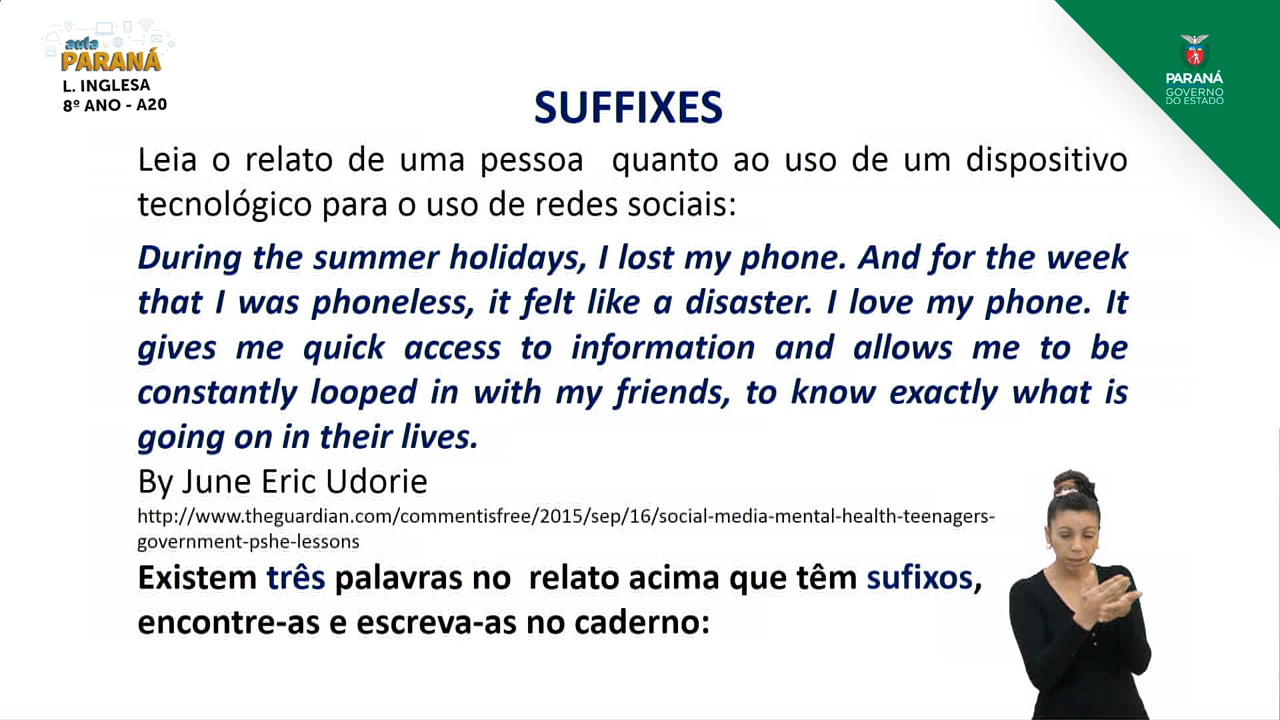 aula
PARANÁ
L. INGLESA
8º ANO - A20
PARANÁ
GOVERNO
DO ESTADO
SUFFIXES
Leia o relato de uma pessoa quanto ao uso de um dispositivo
tecnológico para o uso de redes sociais:
During the summer holidays, I lost my phone. And for the week
that I was phoneless, it felt like a disaster. I love my phone. It
gives me quick access to information and allows me to be
constantly looped in with my friends, to know exactly what is
going on in their lives.
By June Eric Udorie
http://www.theguardian.com/commentisfree/2015/sep/16/social-media-mental-health-teenagers-
government-pshe-lessons
Existem três palavras no relato acima que têm sufixos,
encontre-as e escreva-as no caderno: